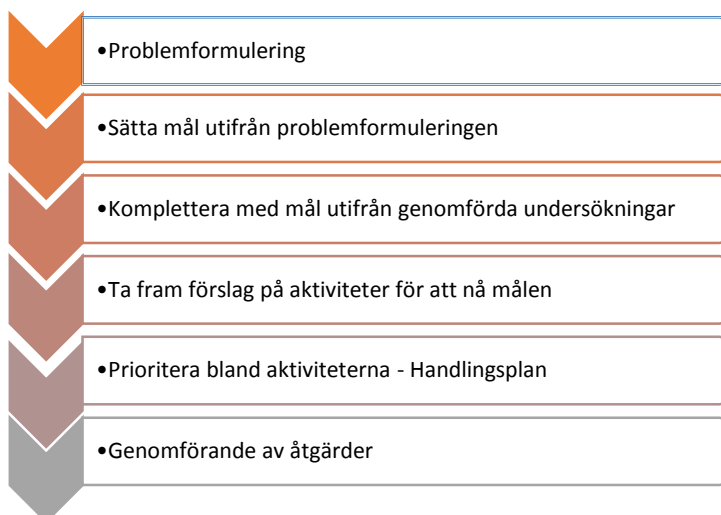 •Problemformulering
•Sätta mål utifrån problemformuleringen
•Komplettera med mål utifrån genomförda undersökningar
•Ta fram förslag på aktiviteter för att nå målen
•Prioritera bland aktiviteterna - Handlingsplan
•Genomförande av åtgärder